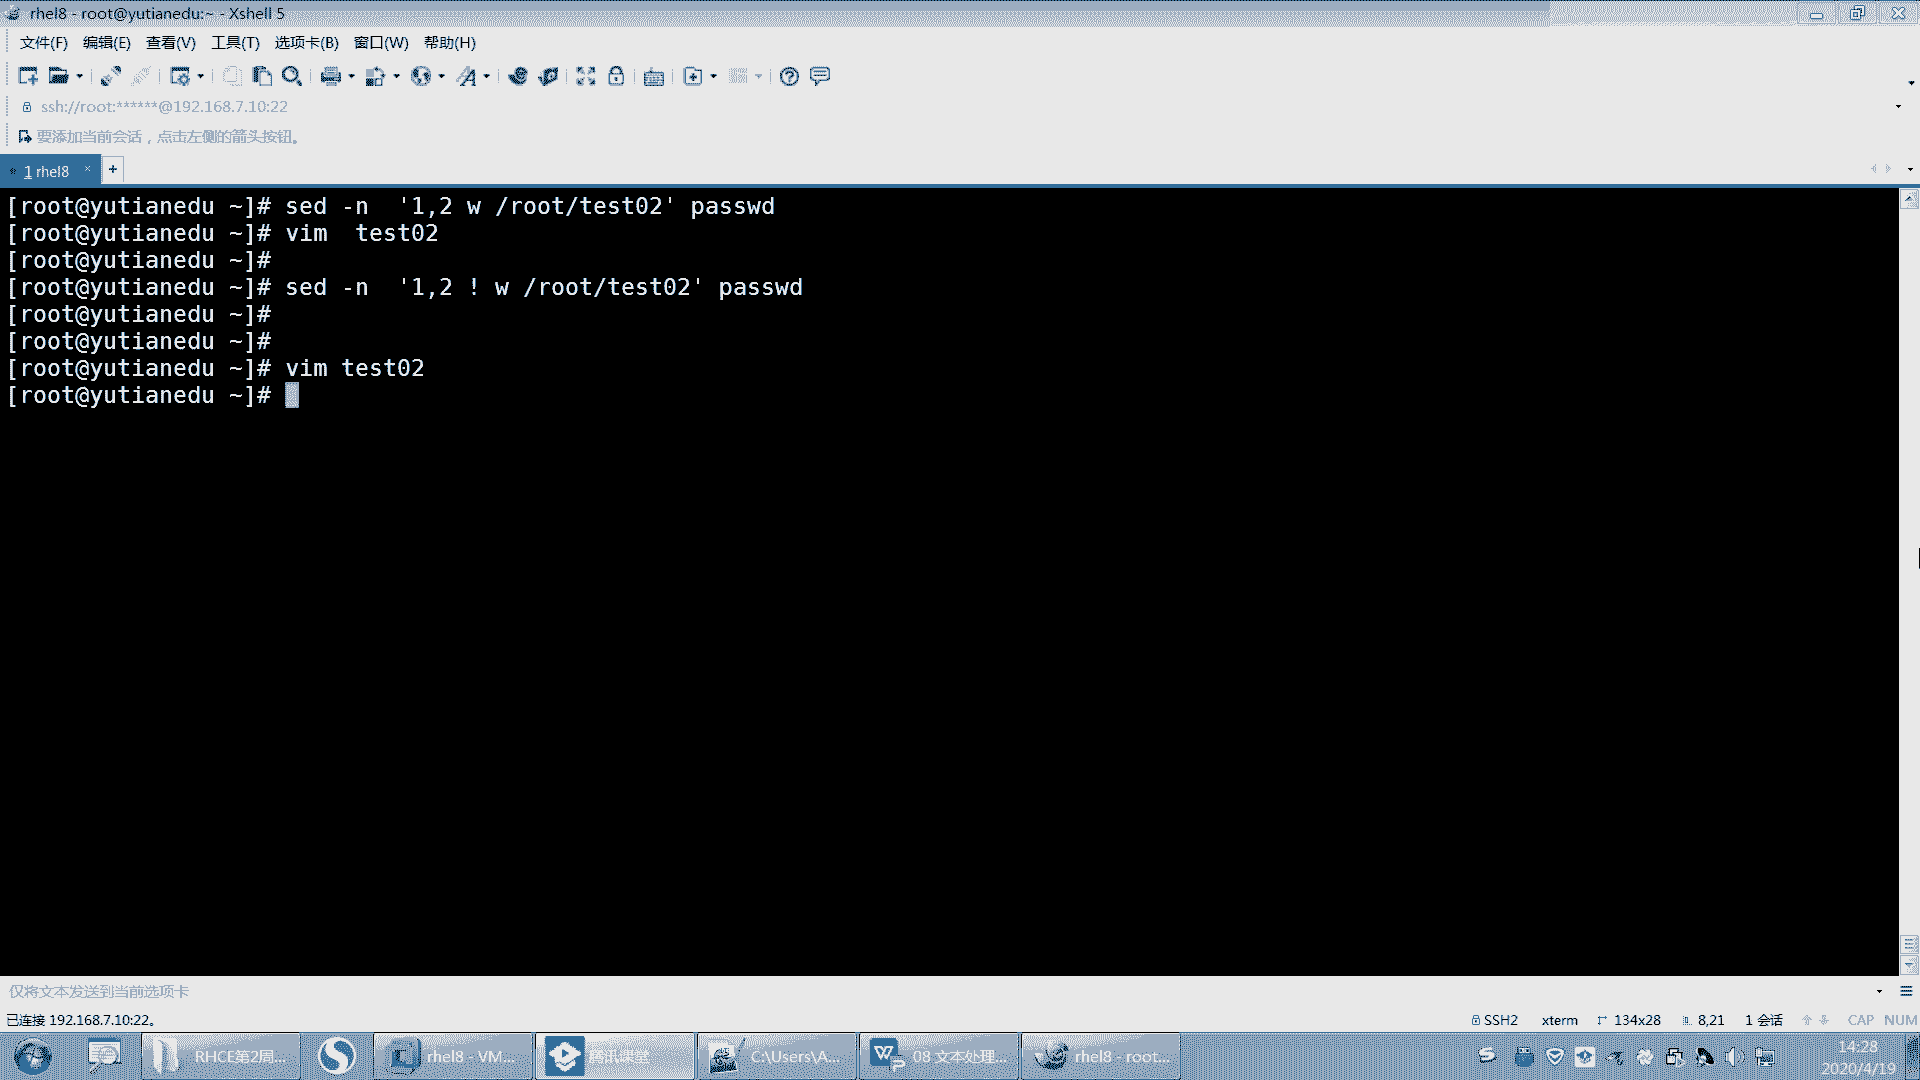 rhel8 - root@yutianedu:~ - Xshell 5
文件(F) 编辑(E) 查看(V) 工具(T) 选项卡(B) 窗口(W) 帮助(H)
ssh://root:******@192.168.7.10:22
要添加当前会话，点击左侧的箭头按钮。
1 rhel8 × +
[root@yutianedu ~]# sed -n  '1,2 w /root/test02' passwd
[root@yutianedu ~]# vim  test02
[root@yutianedu ~]#
[root@yutianedu ~]# sed -n  '1,2 ! w /root/test02' passwd
[root@yutianedu ~]#
[root@yutianedu ~]#
[root@yutianedu ~]# vim test02
[root@yutianedu ~]#
仅将文本发送到当前选项卡
已连接 192.168.7.10:22。 SSH2 xterm 134x28 8,21 1 会话 CAP NUM
RHCE第2周... rhel8 - VM... 腾讯课堂 C:\Users\A... 08 文本处理... rhel8 - root... 14:28
2020/4/19